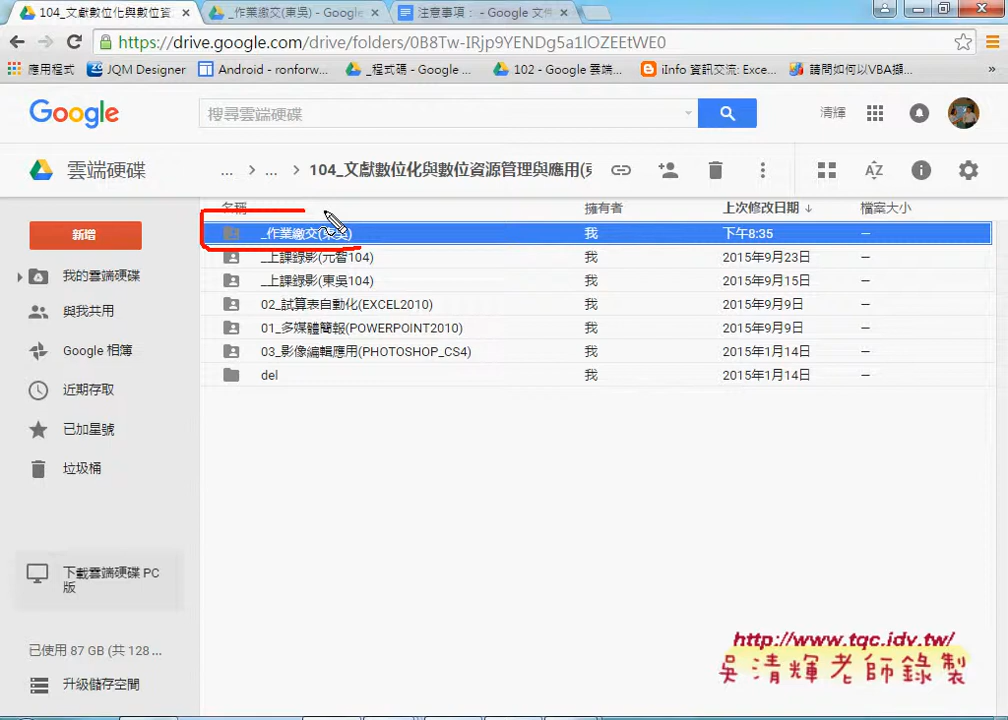 104_文獻數位化與數位資
_作業繳交(東吳) - Google
注意事項： - Google 文件
https://drive.google.com/drive/folders/0B8Tw-IRjp9YENDg5a1lOZEEtWE0
應用程式
JQM Designer
Android - ronforw...
_程式碼 - Google ...
102 - Google 雲端...
iInfo 資訊交流: Exce...
請問如何以VBA擷...
»
Google
搜尋雲端硬碟
清輝
雲端硬碟
... > ... > 104_文獻數位化與數位資源管理與應用(東
AZ
名稱 擁有者 上次修改日期 ↓ 檔案大小
新增
_作業繳交(東吳) 我 下午8:35 –
_上課錄影(元智104) 我 2015年9月23日 –
_上課錄影(東吳104) 我 2015年9月15日 –
02_試算表自動化(EXCEL2010) 我 2015年9月9日 –
01_多媒體簡報(POWERPOINT2010) 我 2015年9月9日 –
03_影像編輯應用(PHOTOSHOP_CS4) 我 2015年1月14日 –
del 我 2015年1月14日 –
我的雲端硬碟
與我共用
Google 相簿
近期存取
已加星號
垃圾桶
下載雲端硬碟 PC
版
已使用 87 GB (共 128 ...
升級儲存空間
http://www.tqc.idv.tw/
吳清輝老師錄製